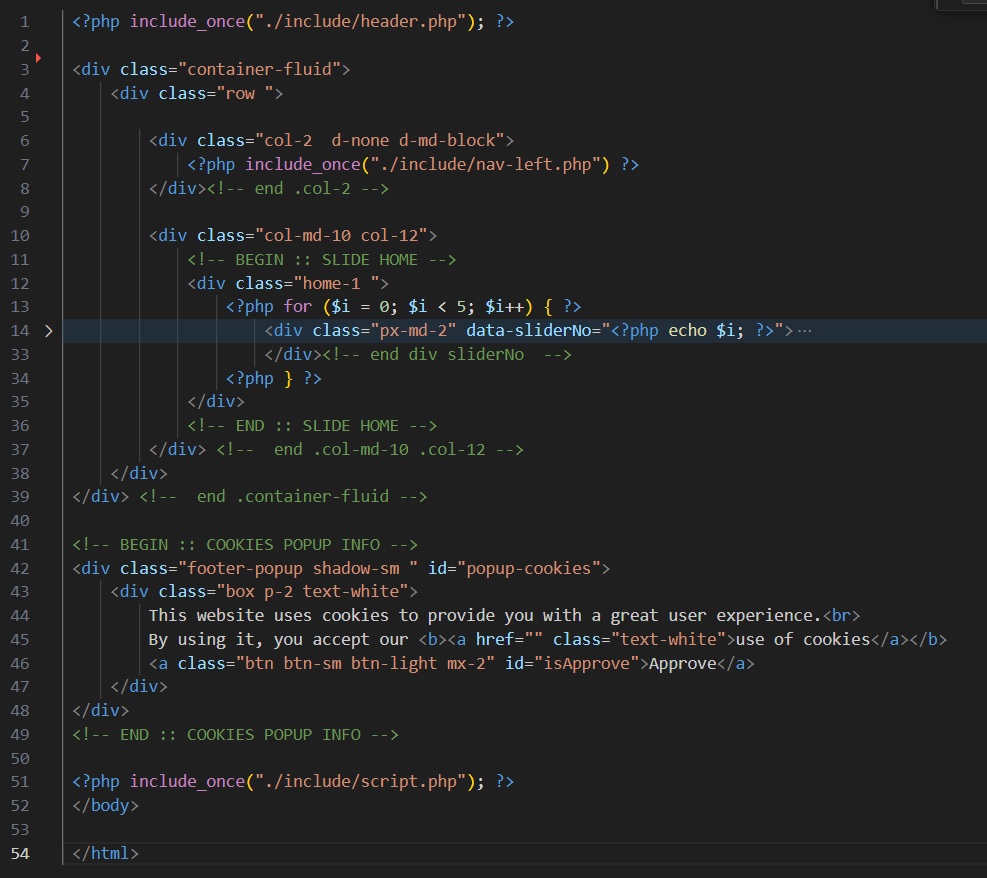 1 <?php include_once("./include/header.php"); ?>
2
3 <div class="container-fluid">
4 <div class="row ">
5
6 <div class="col-2  d-none d-md-block">
7 <?php include_once("./include/nav-left.php") ?>
8 </div><!-- end .col-2 -->
9
10 <div class="col-md-10 col-12">
11 <!-- BEGIN :: SLIDE HOME -->
12 <div class="home-1 ">
13 <?php for ($i = 0; $i < 5; $i++) { ?>
14 <div class="px-md-2" data-sliderNo="<?php echo $i; ?>">···
33 </div><!-- end div sliderNo  -->
34 <?php } ?>
35 </div>
36 <!-- END :: SLIDE HOME -->
37 </div> <!--  end .col-md-10 .col-12 -->
38 </div>
39 </div> <!--  end .container-fluid -->
40
41 <!-- BEGIN :: COOKIES POPUP INFO -->
42 <div class="footer-popup shadow-sm " id="popup-cookies">
43 <div class="box p-2 text-white">
44 This website uses cookies to provide you with a great user experience.<br>
45 By using it, you accept our <b><a href="" class="text-white">use of cookies</a></b>
46 <a class="btn btn-sm btn-light mx-2" id="isApprove">Approve</a>
47 </div>
48 </div>
49 <!-- END :: COOKIES POPUP INFO -->
50
51 <?php include_once("./include/script.php"); ?>
52 </body>
53
54 </html>